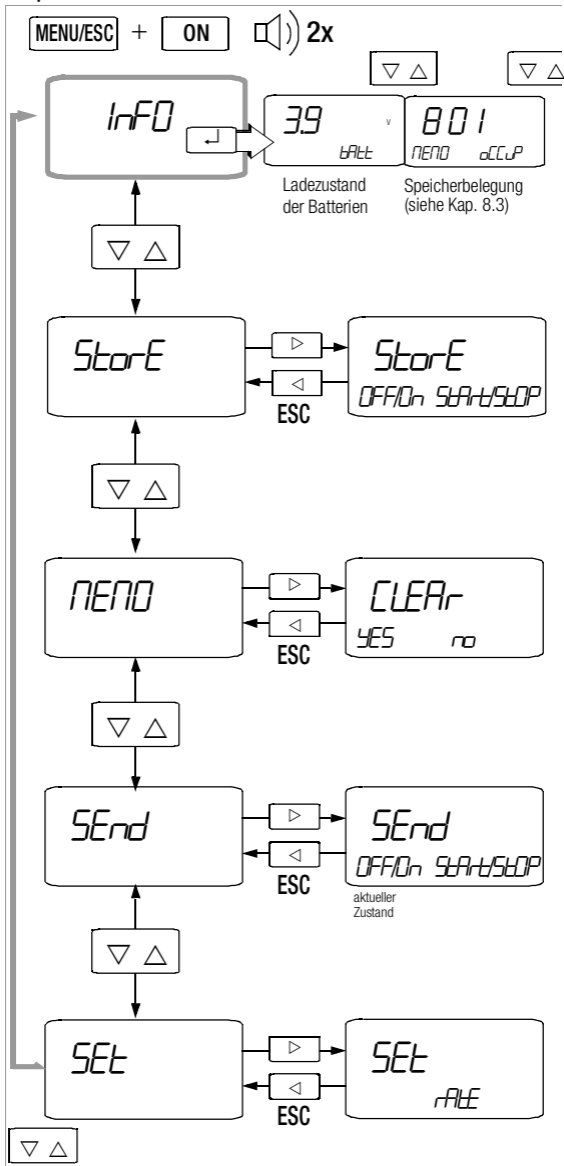 MENU/ESC + ON 2x
InFO
3.9 v
bAtt
801
MEMO oCCuP
Ladezustand
der Batterien
Speicherbelegung
(siehe Kap. 8.3)
StorE
StorE
OFF/On StArt/StOP
ESC
MEMO
CLEAr
YES no
ESC
SEnd
SEnd
OFF/On StArt/StOP
ESC
aktueller
Zustand
SEt
SEt
rAtE
ESC